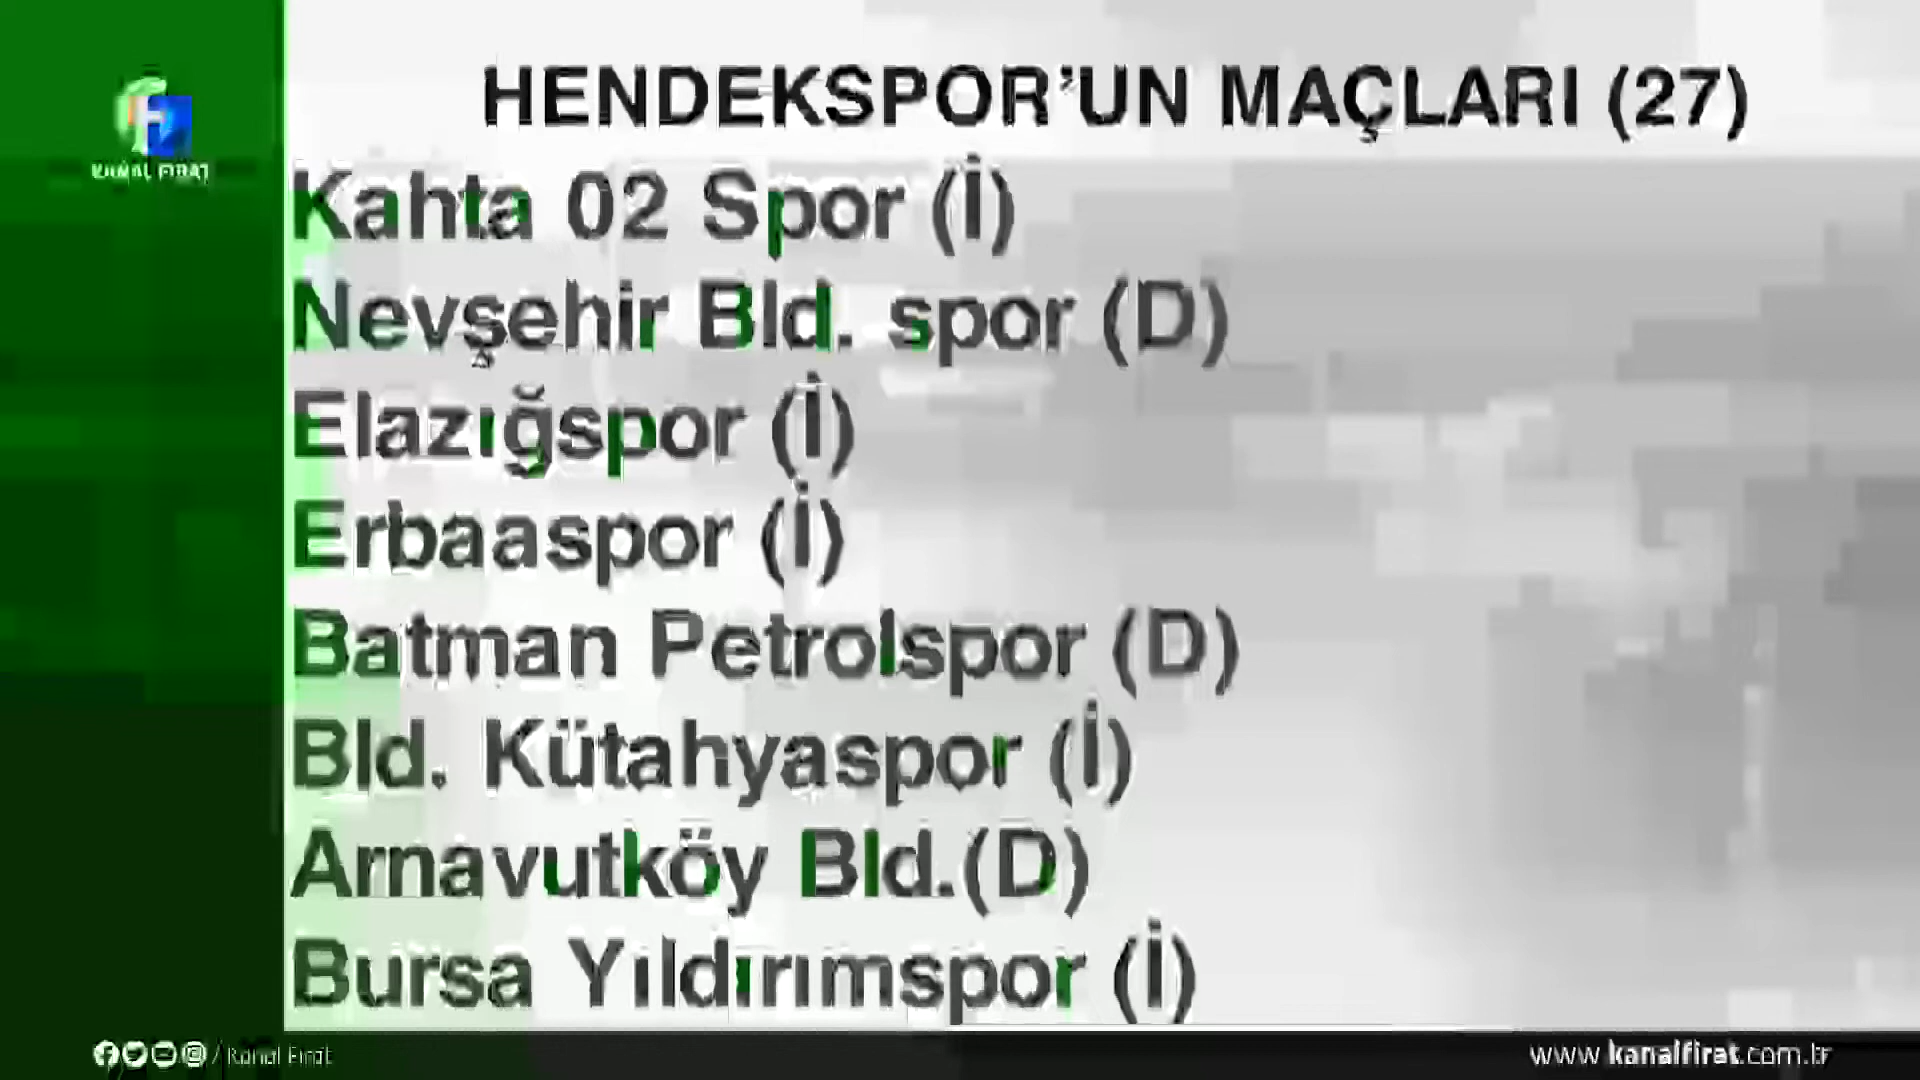 HENDEKSPOR’UN MAÇLARI (27)
KANAL FIRAT
Kahta 02 Spor (İ)
Nevşehir Bld. spor (D)
Elazığspor (İ)
Erbaaspor (İ)
Batman Petrolspor (D)
Bld. Kütahyaspor (İ)
Arnavutköy Bld.(D)
Bursa Yıldırımspor (İ)
/ Kanal Fırat
www.kanalfirat.com.tr